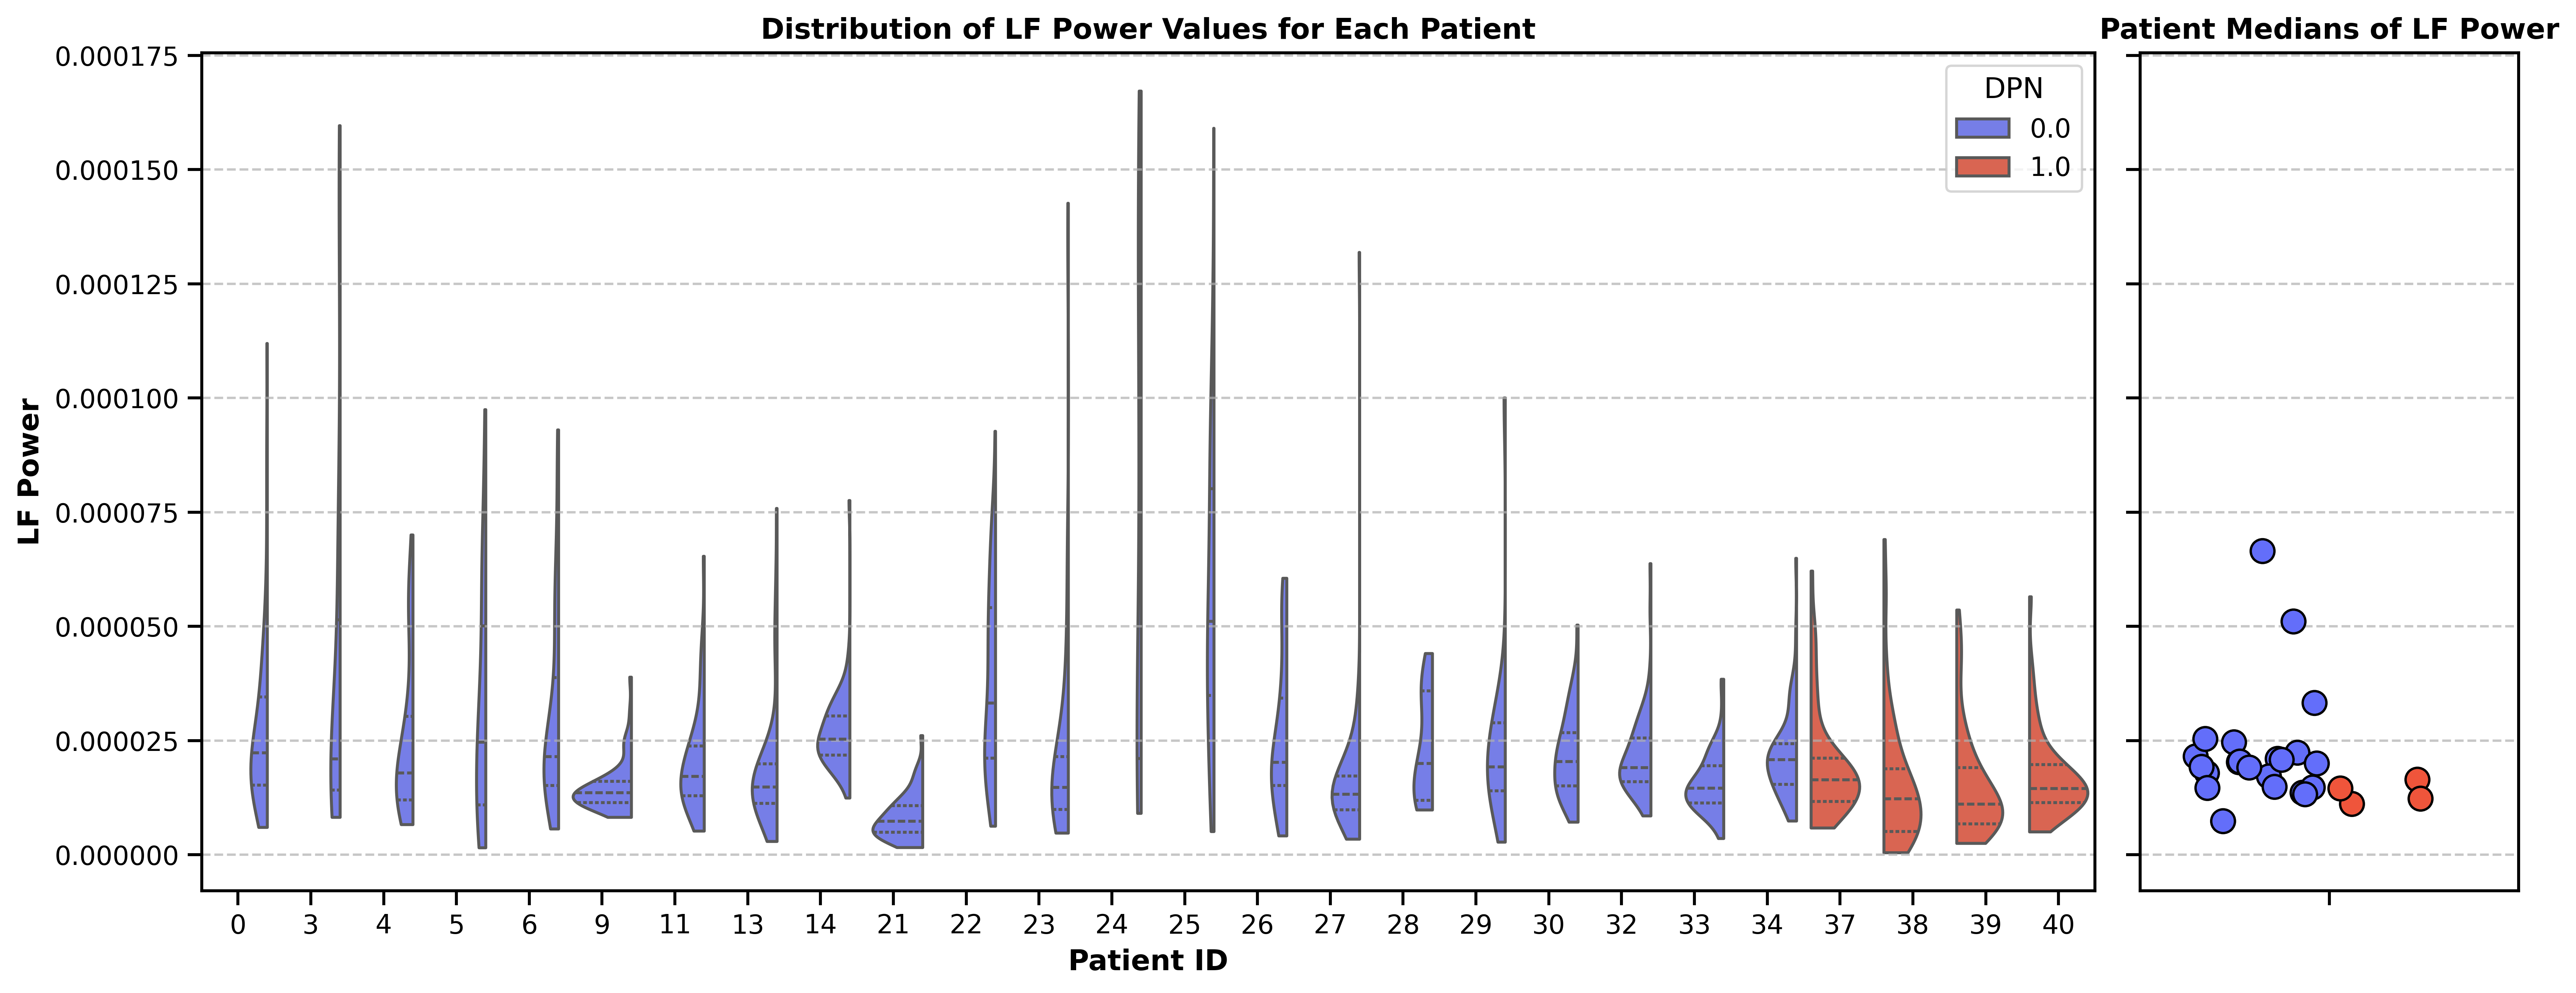 Distribution of LF Power Values for Each Patient
Patient Medians of LF Power
0.000175
0.000150
0.000125
0.000100
0.000075
0.000050
0.000025
0.000000
LF Power
DPN
0.0
1.0
0 3 4 5 6 9 11 13 14 21 22 23 24 25 26 27 28 29 30 32 33 34 37 38 39 40
Patient ID